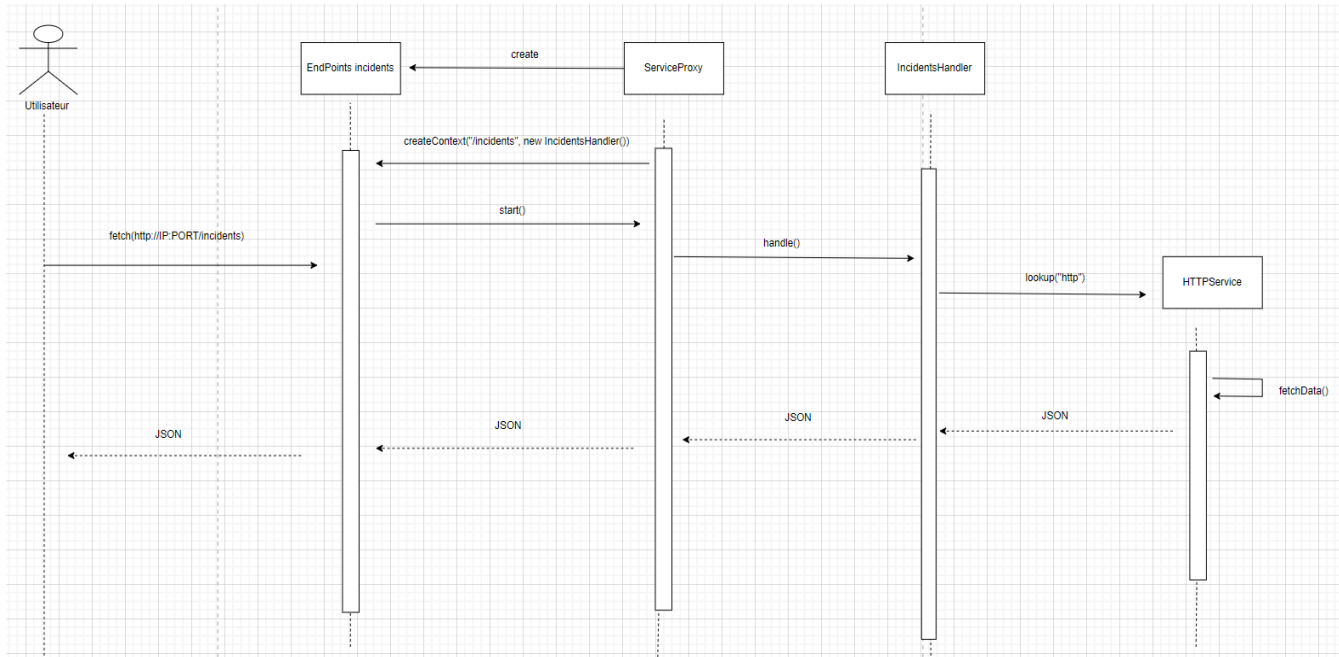 create
EndPoints incidents
ServiceProxy
IncidentsHandler
Utilisateur
createContext("/incidents", new IncidentsHandler())
start()
fetch(http://IP:PORT/incidents)
handle()
lookup("http")
HTTPService
fetchData()
JSON
JSON
JSON
JSON